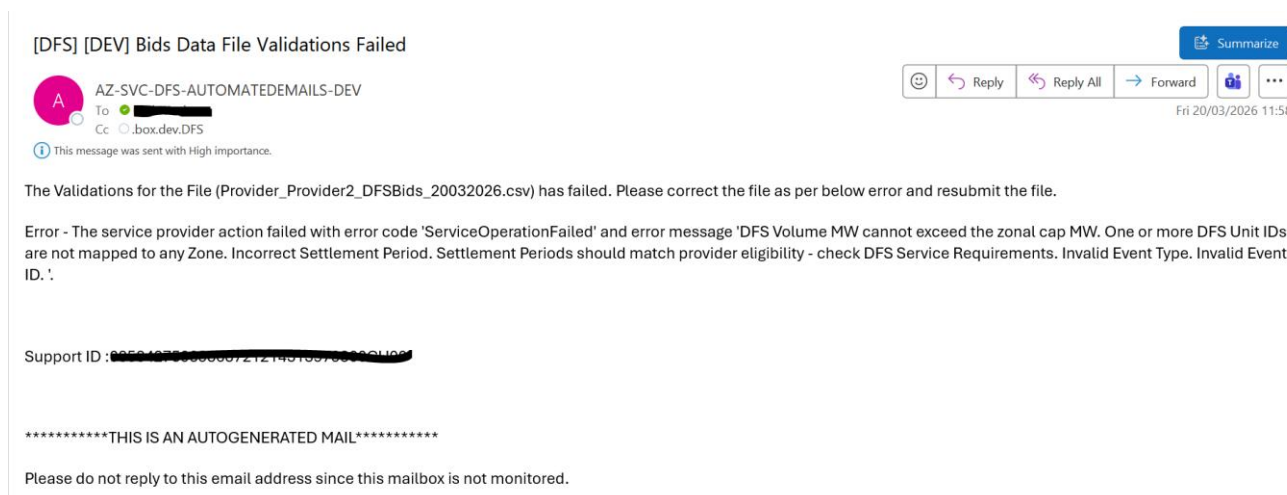 [DFS] [DEV] Bids Data File Validations Failed
Summarize
A
AZ-SVC-DFS-AUTOMATEDEMAILS-DEV
Reply
Reply All
Forward
To
Cc .box.dev.DFS
Fri 20/03/2026 11:58
This message was sent with High importance.
The Validations for the File (Provider_Provider2_DFSBids_20032026.csv) has failed. Please correct the file as per below error and resubmit the file.
Error - The service provider action failed with error code 'ServiceOperationFailed' and error message 'DFS Volume MW cannot exceed the zonal cap MW. One or more DFS Unit IDs
are not mapped to any Zone. Incorrect Settlement Period. Settlement Periods should match provider eligibility - check DFS Service Requirements. Invalid Event Type. Invalid Event
ID. '.
Support ID :
***********THIS IS AN AUTOGENERATED MAIL***********
Please do not reply to this email address since this mailbox is not monitored.